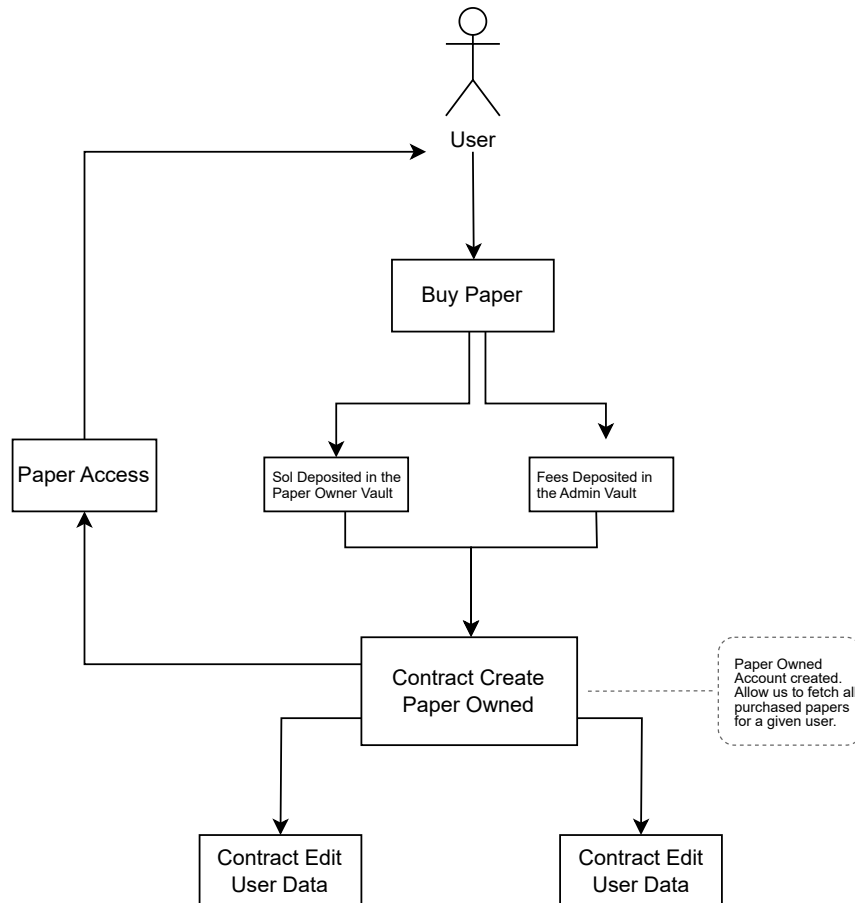 User
Buy Paper
Paper Access
Sol Deposited in the
Paper Owner Vault
Fees Deposited in
the Admin Vault
Contract Create
Paper Owned
Paper Owned
Account created.
Allow us to fetch all
purchased papers
for a given user.
Contract Edit
User Data
Contract Edit
User Data